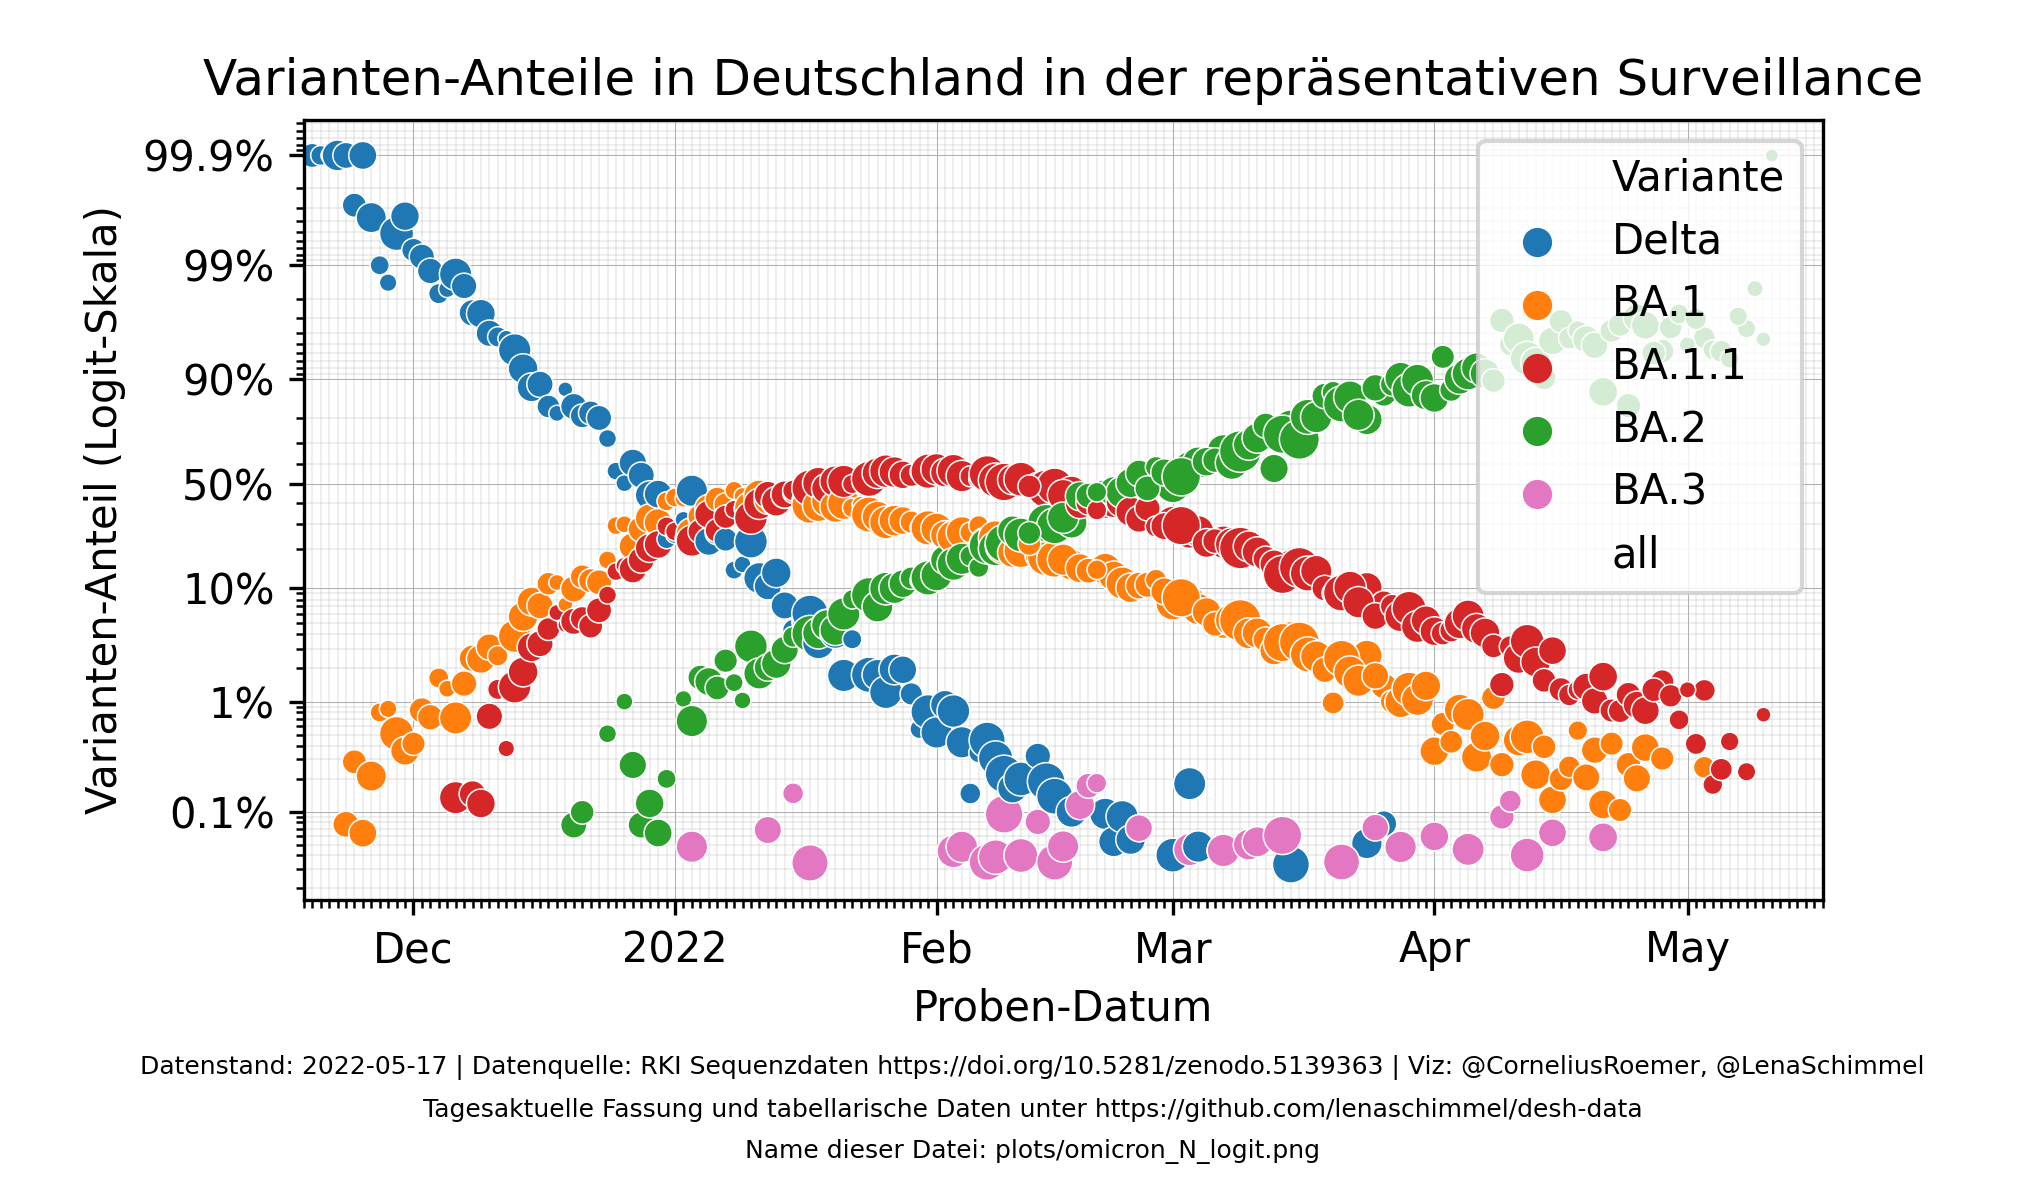 Varianten-Anteile in Deutschland in der repräsentativen Surveillance
Varianten-Anteil (Logit-Skala)
99.9%
99%
90%
50%
10%
1%
0.1%
Variante
Delta
BA.1
BA.1.1
BA.2
BA.3
all
Dec
2022
Feb
Mar
Apr
May
Proben-Datum
Datenstand: 2022-05-17 | Datenquelle: RKI Sequenzdaten https://doi.org/10.5281/zenodo.5139363 | Viz: @CorneliusRoemer, @LenaSchimmel
Tagesaktuelle Fassung und tabellarische Daten unter https://github.com/lenaschimmel/desh-data
Name dieser Datei: plots/omicron_N_logit.png